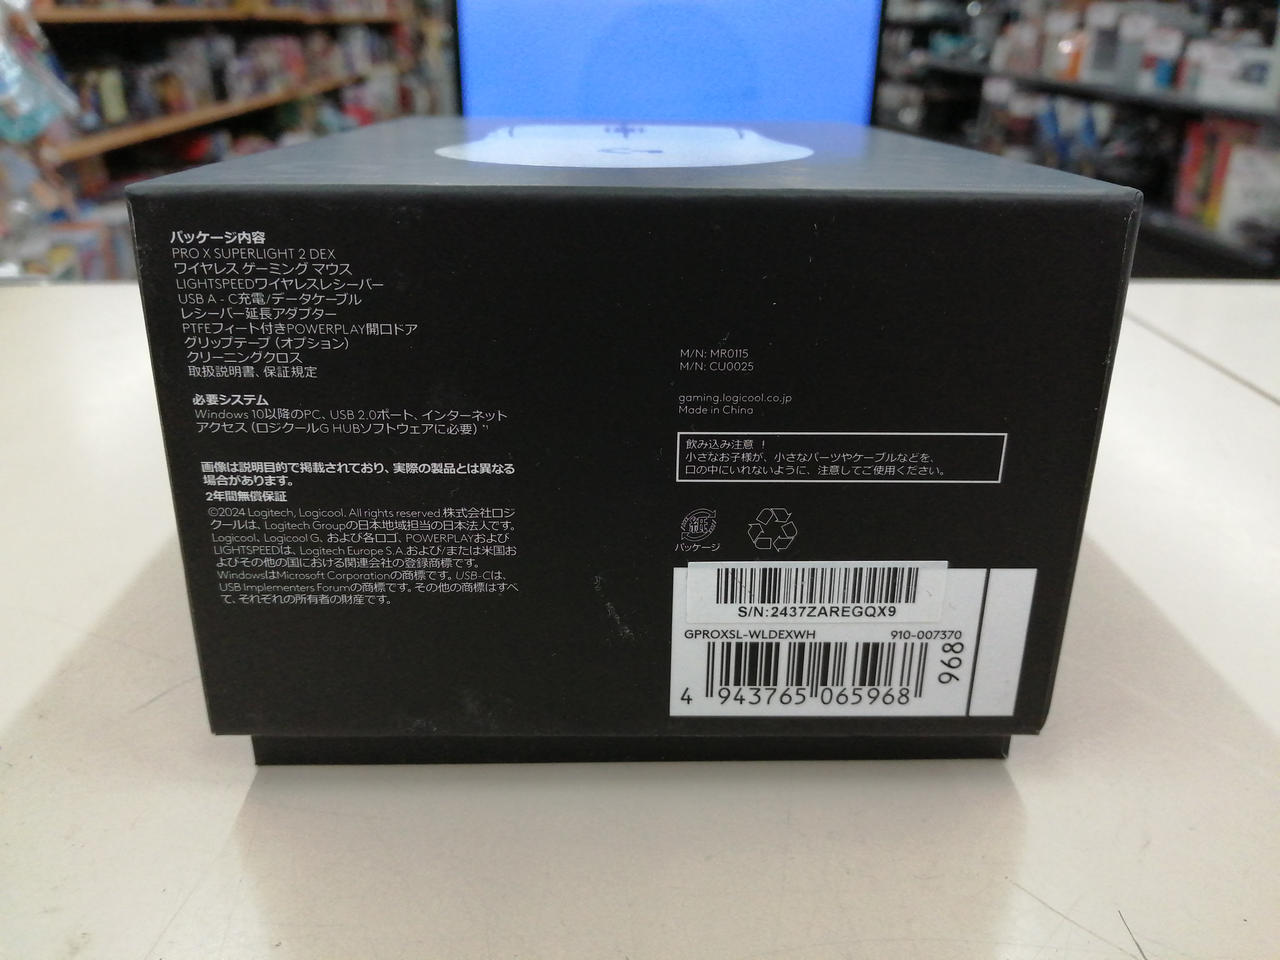 パッケージ内容
PRO X SUPERLIGHT 2 DEX
ワイヤレス ゲーミング マウス
LIGHTSPEEDワイヤレスレシーバー
USB A - C充電/データケーブル
レシーバー延長アダプター
PTFEフィート付きPOWERPLAY開口ドア
グリップテープ (オプション)
クリーニングクロス
取扱説明書、保証規定
必要システム
Windows 10以降のPC、USB 2.0ポート、インターネット
アクセス (ロジクールG HUBソフトウェアに必要) *¹
画像は説明目的で掲載されており、実際の製品とは異なる
場合があります。
2年間無償保証
©2024 Logitech, Logicool. All rights reserved.株式会社ロジ
クールは、Logitech Groupの日本地域担当の日本法人です。
Logicool、Logicool G、および各ロゴ、POWERPLAYおよび
LIGHTSPEEDは、Logitech Europe S.A.および/または米国お
よびその他の国における関連会社の登録商標です。
WindowsはMicrosoft Corporationの商標です。USB-Cは、
USB Implementers Forumの商標です。その他の商標はすべ
て、それぞれの所有者の財産です。
M/N: MR0115
M/N: CU0025
gaming.logicool.co.jp
Made in China
飲み込み注意 !
小さなお子様が、小さなパーツやケーブルなどを、
口の中にいれないように、注意してご使用ください。
パッケージ
S/N:2437ZAREGQX9
GPROXSL-WLDEXWH 910-007370
968
4 943765 065968